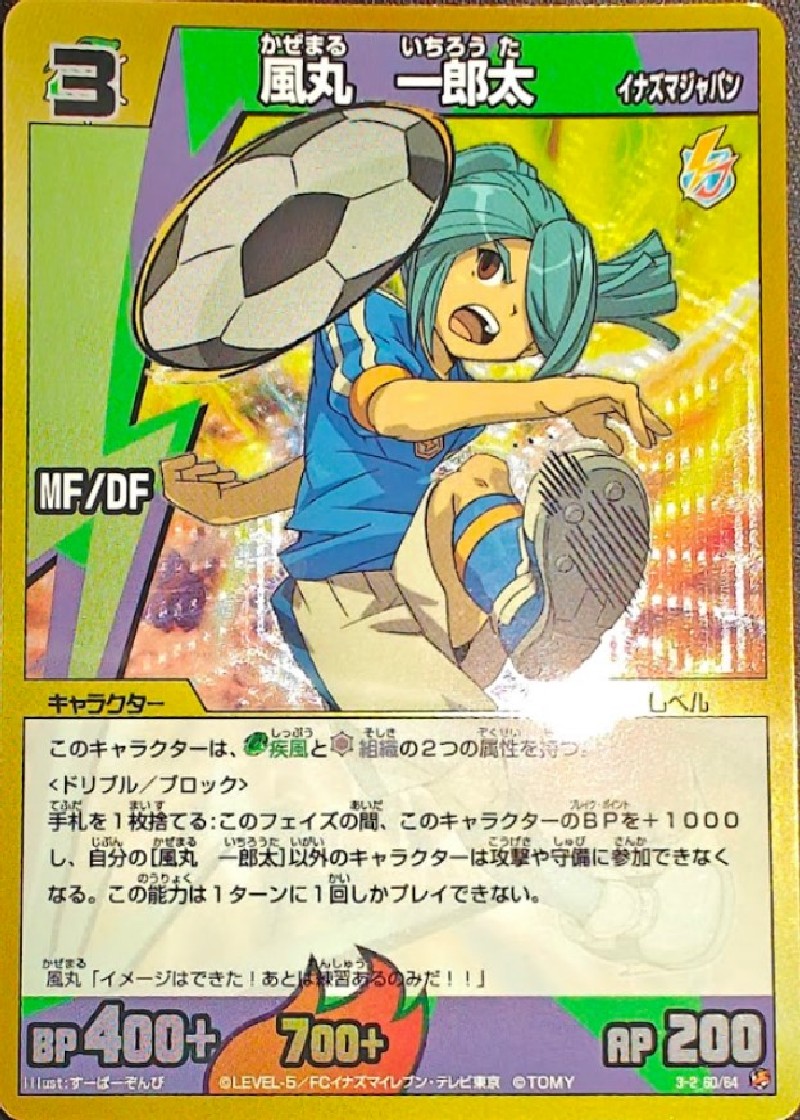 3
風丸 一郎太
かぜまる いちろうた
イナズマジャパン
MF/DF
キャラクター
レベル
このキャラクターは、疾風と組織の2つの属性を持つ。
<ドリブル/ブロック>
手札を1枚捨てる:このフェイズの間、このキャラクターのBPを+1000
し、自分の[風丸 一郎太]以外のキャラクターは攻撃や守備に参加できなく
なる。この能力は1ターンに1回しかプレイできない。
風丸「イメージはできた!あとは練習あるのみだ!!」
BP 400+ 700+ AP 200
Illust:すーぱーぞんび ©LEVEL-5/FCイナズマイレブン・テレビ東京 ©TOMY 3-2 60/64